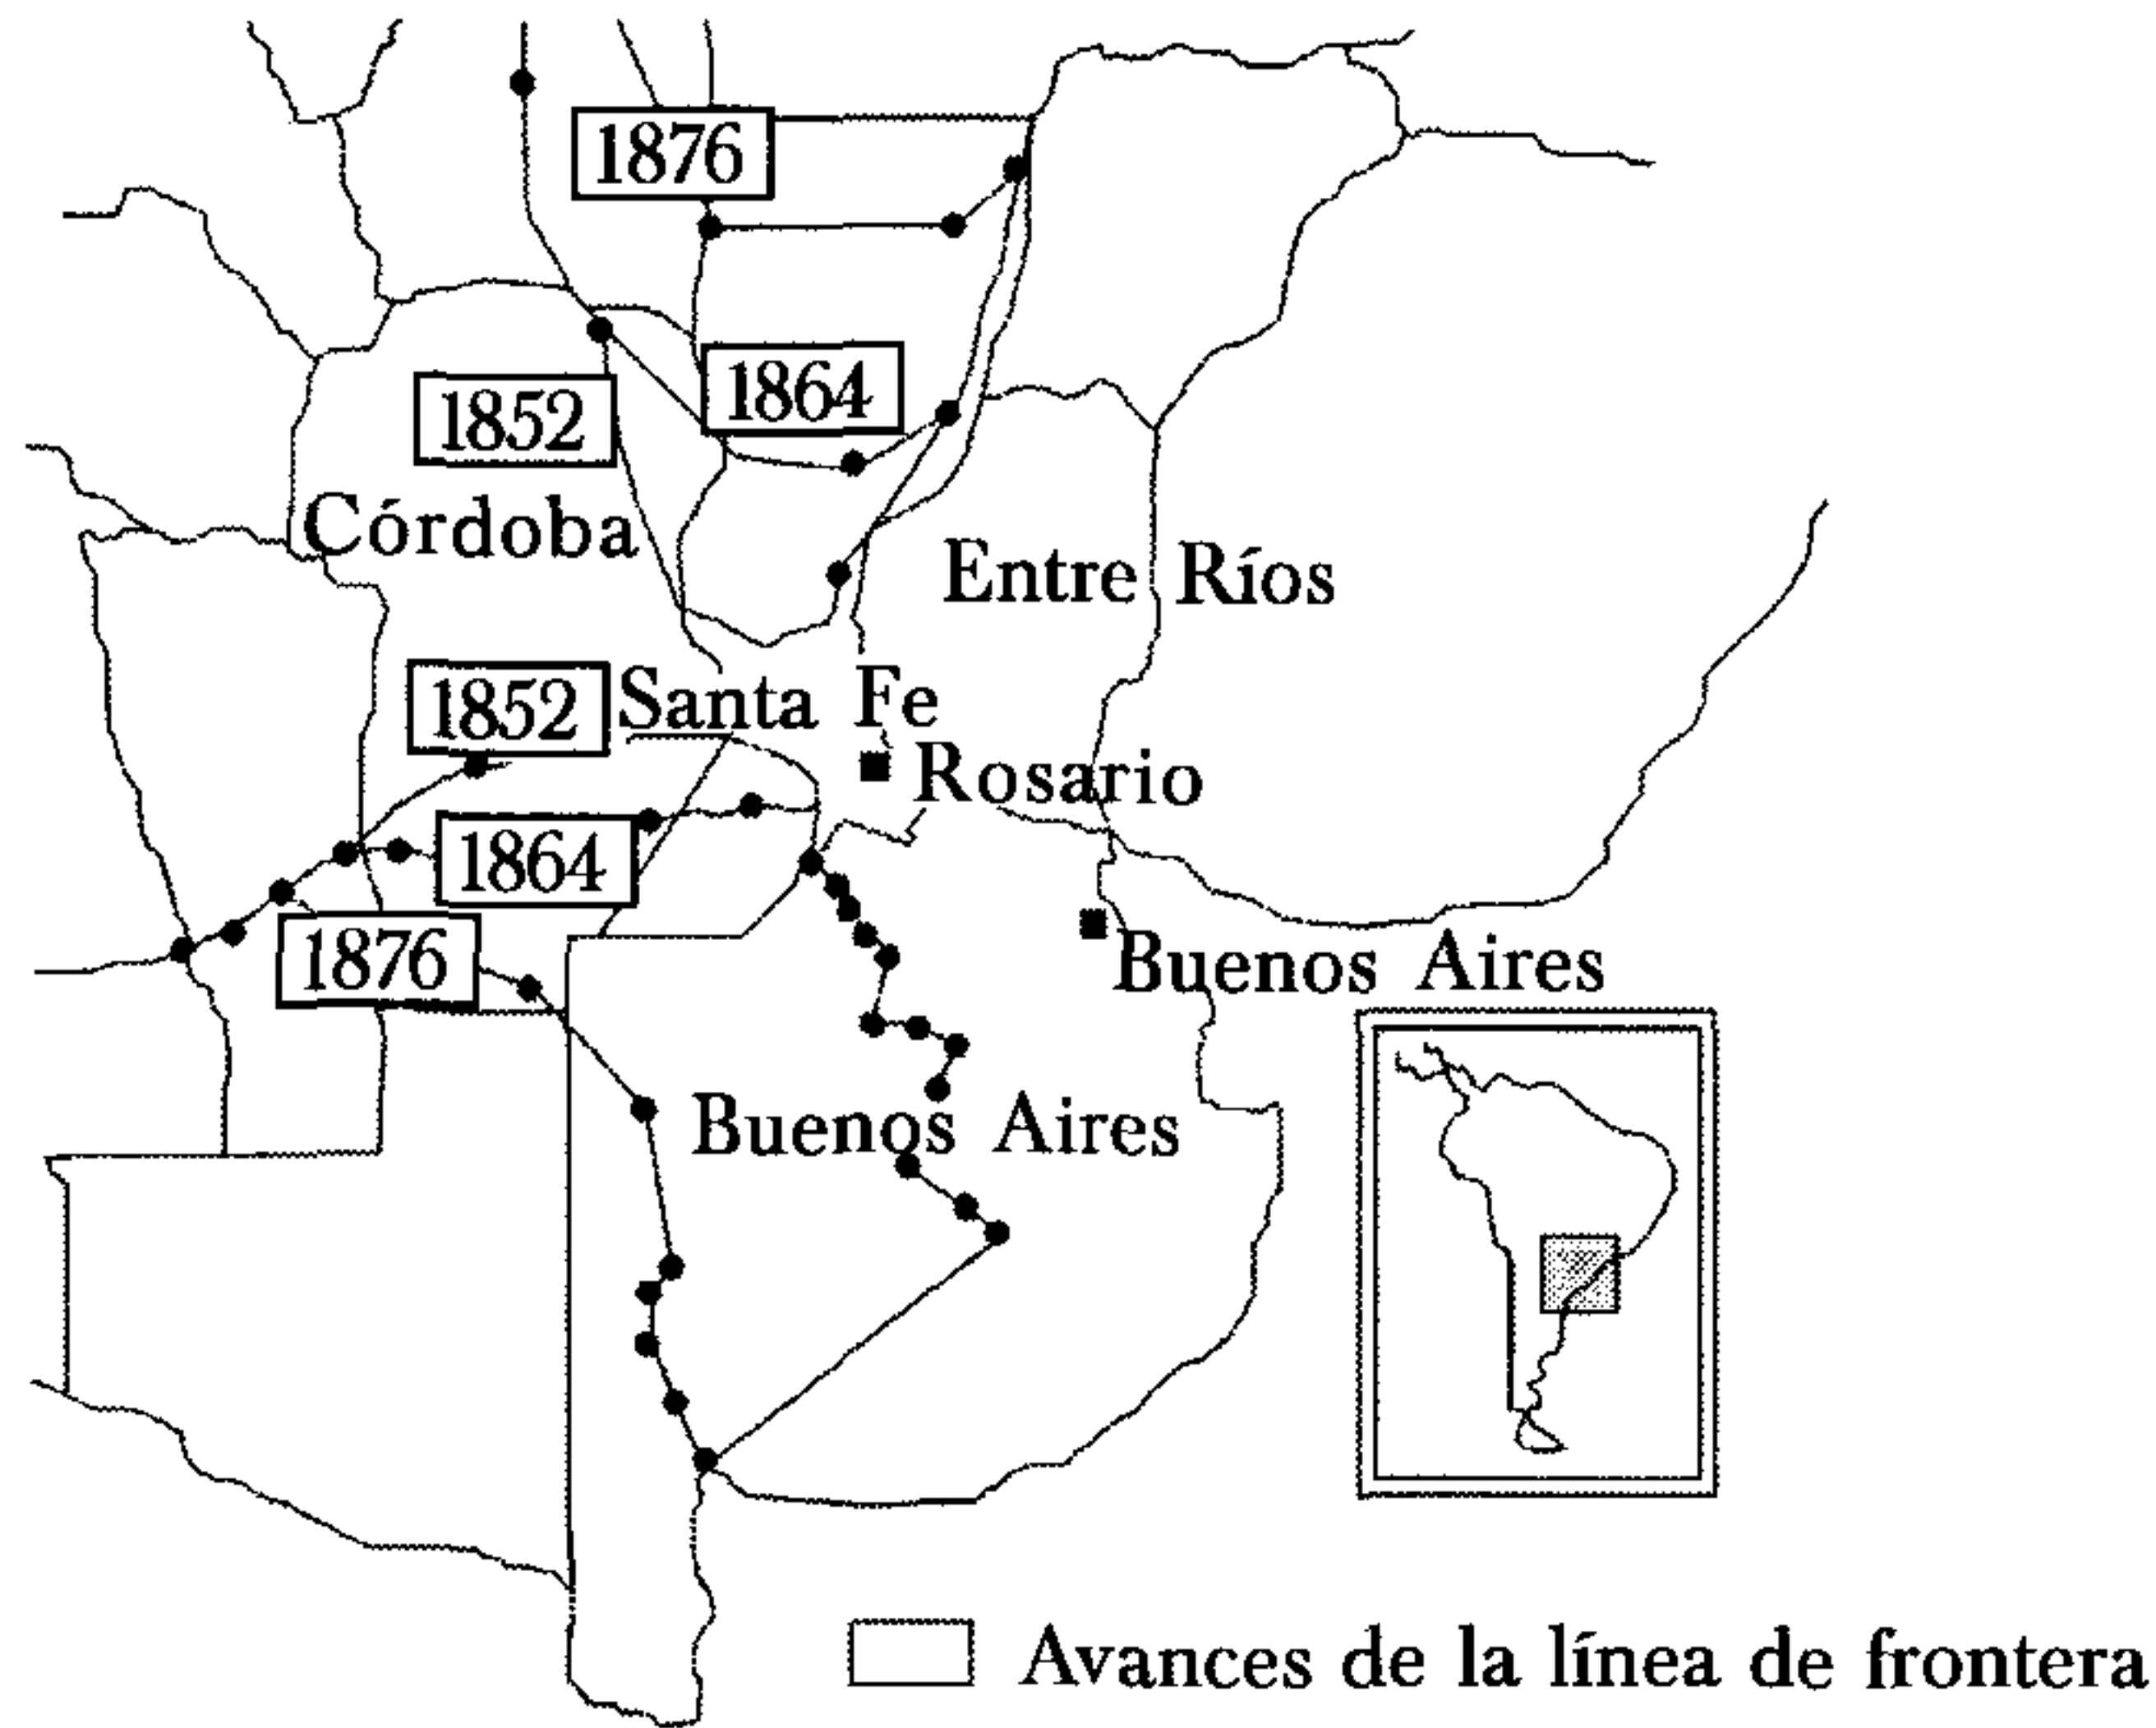 1876
1864
1852
Córdoba
Entre Ríos
1852
Santa Fe
Rosario
1864
1876
Buenos Aires
Buenos Aires
Avances de la línea de frontera